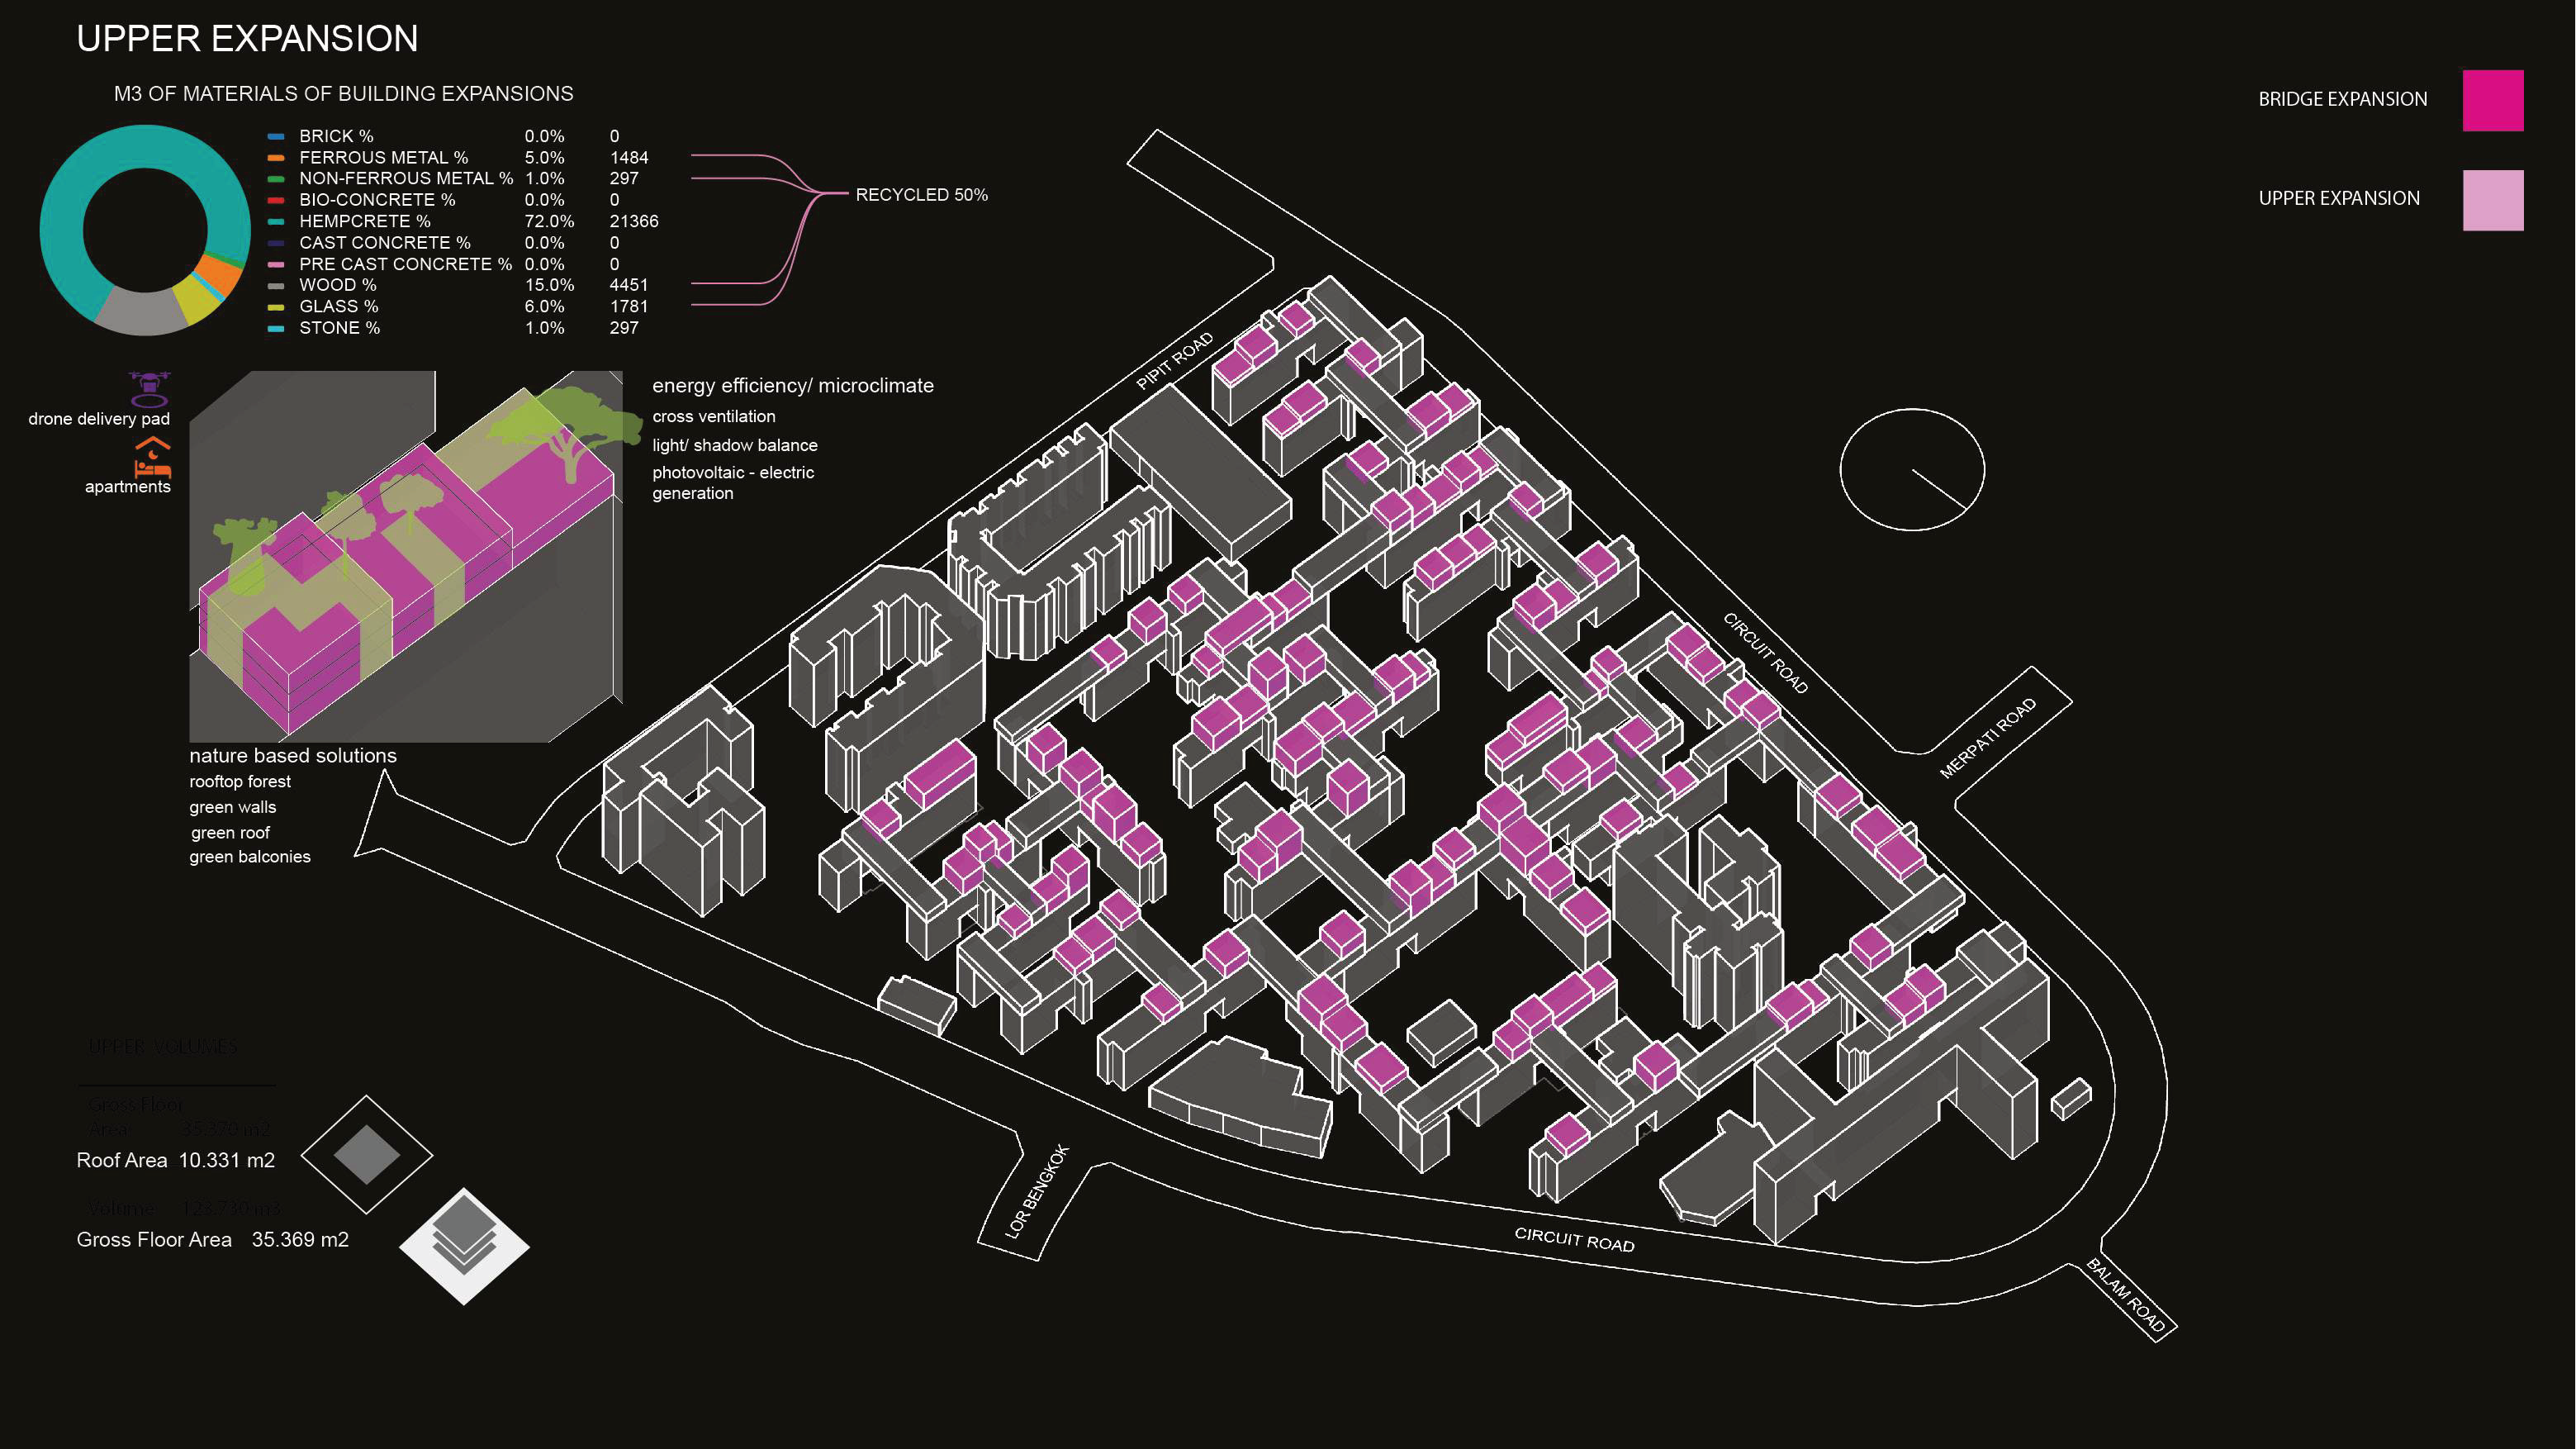 UPPER EXPANSION
M3 OF MATERIALS OF BUILDING EXPANSIONS
BRICK % 0.0% 0
FERROUS METAL % 5.0% 1484
NON-FERROUS METAL % 1.0% 297
BIO-CONCRETE % 0.0% 0
HEMPCRETE % 72.0% 21366
CAST CONCRETE % 0.0% 0
PRE CAST CONCRETE % 0.0% 0
WOOD % 15.0% 4451
GLASS % 6.0% 1781
STONE % 1.0% 297
RECYCLED 50%
BRIDGE EXPANSION
UPPER EXPANSION
drone delivery pad
apartments
energy efficiency/ microclimate
cross ventilation
light/ shadow balance
photovoltaic - electric
generation
nature based solutions
rooftop forest
green walls
green roof
green balconies
PIPIT ROAD
CIRCUIT ROAD
MERPATI ROAD
LOR BENGKOK
CIRCUIT ROAD
BALAM ROAD
UPPER VOLUMES
Gross Floor
Area 35.370 m2
Roof Area 10.331 m2
Volume 123.730 m3
Gross Floor Area 35.369 m2